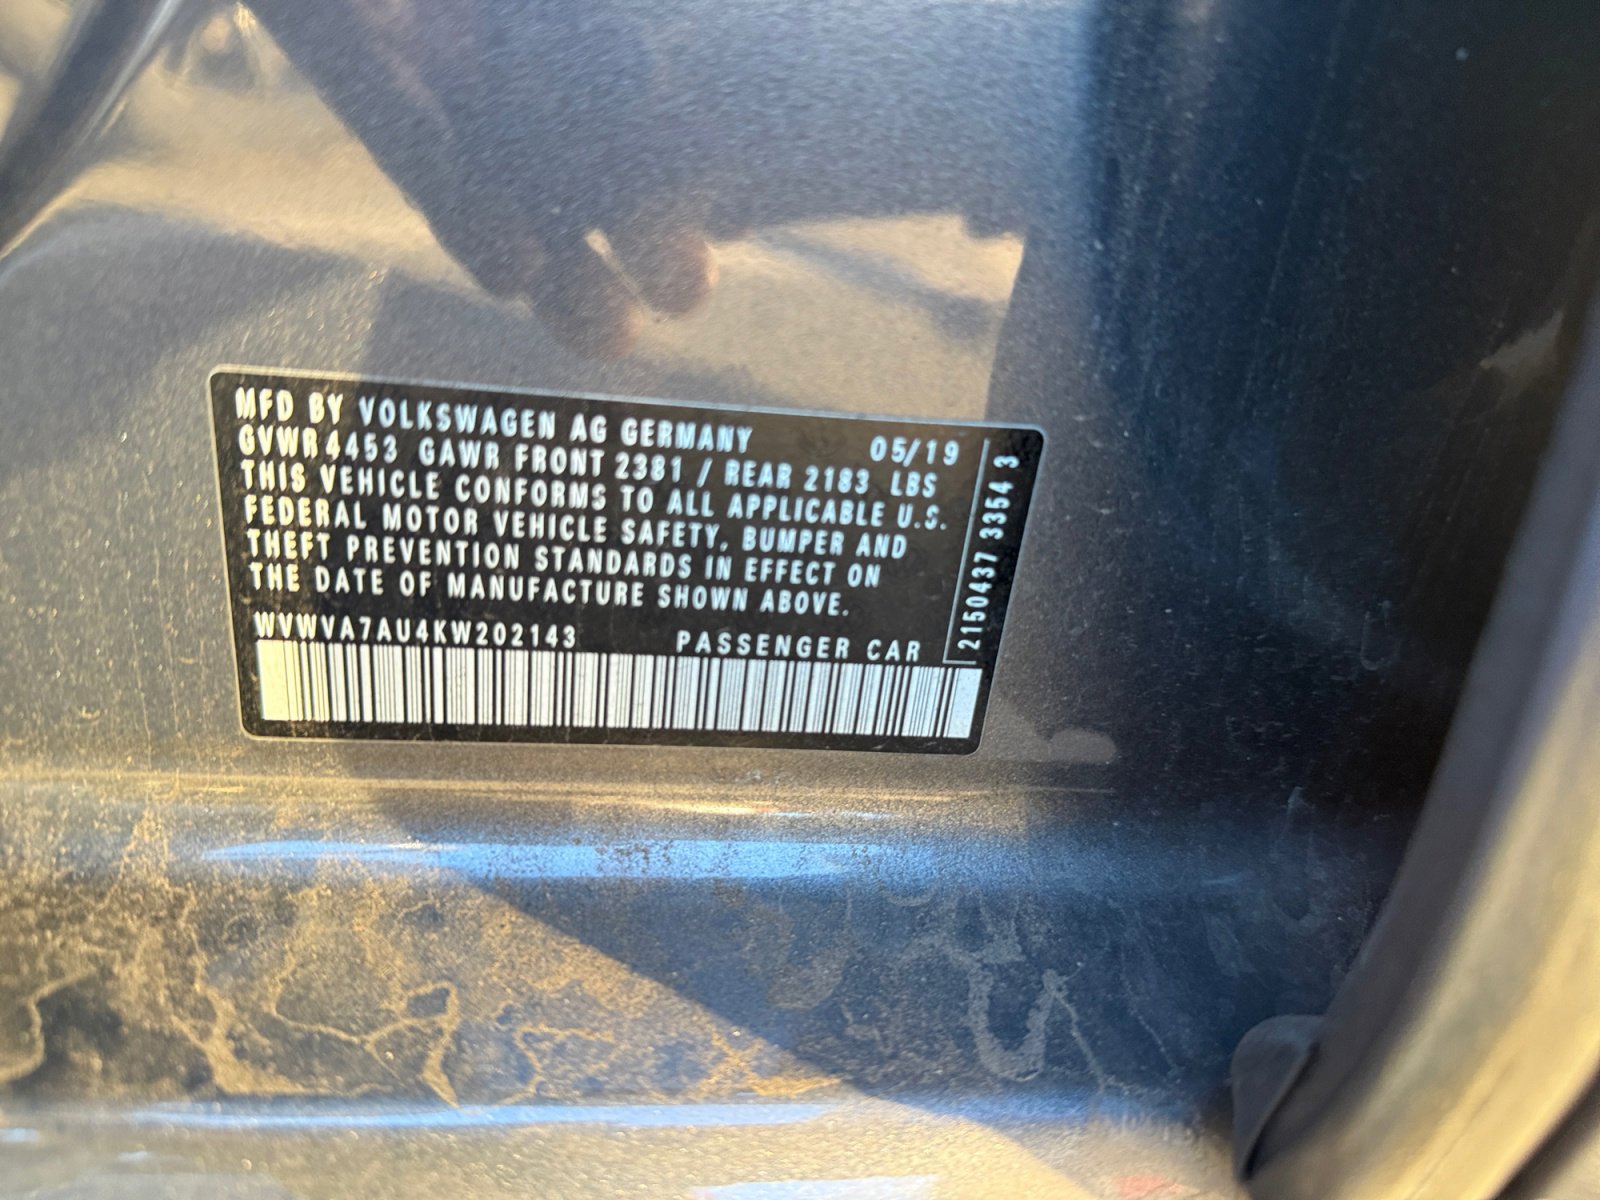 MFD BY VOLKSWAGEN AG GERMANY 05/19
GVWR 4453 GAWR FRONT 2381 / REAR 2183 LBS
THIS VEHICLE CONFORMS TO ALL APPLICABLE U.S.
FEDERAL MOTOR VEHICLE SAFETY, BUMPER AND
THEFT PREVENTION STANDARDS IN EFFECT ON
THE DATE OF MANUFACTURE SHOWN ABOVE.
WVWVA7AU4KW202143 PASSENGER CAR
2150437 3354 3